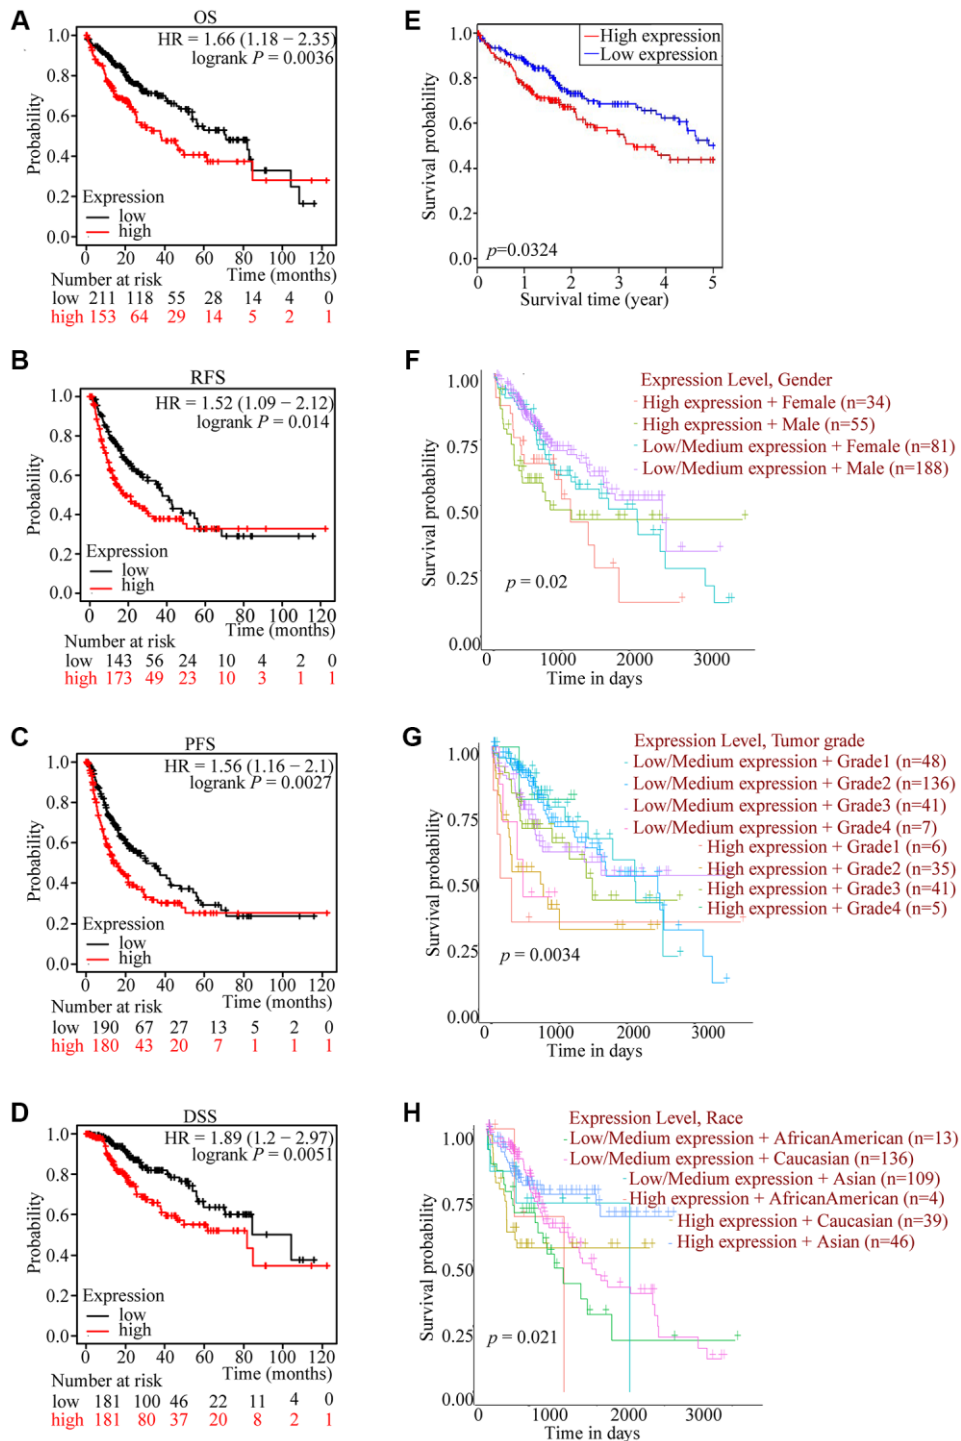 A
OS
HR = 1.66 (1.18 − 2.35)
logrank P = 0.0036
Probability
1.0
0.8
0.6
0.4
0.2
0.0
Expression
low
high
0 20 40 60 80 100 120
Time (months)
Number at risk
low 211 118 55 28 14 4 0
high 153 64 29 14 5 2 1
B
RFS
HR = 1.52 (1.09 − 2.12)
logrank P = 0.014
Probability
1.0
0.8
0.6
0.4
0.2
0.0
Expression
low
high
0 20 40 60 80 100 120
Time (months)
Number at risk
low 143 56 24 10 4 2 0
high 173 49 23 10 3 1 1
C
PFS
HR = 1.56 (1.16 − 2.1)
logrank P = 0.0027
Probability
1.0
0.8
0.6
0.4
0.2
0.0
Expression
low
high
0 20 40 60 80 100 120
Time (months)
Number at risk
low 190 67 27 13 5 2 0
high 180 43 20 7 1 1 1
D
DSS
HR = 1.89 (1.2 − 2.97)
logrank P = 0.0051
Probability
1.0
0.8
0.6
0.4
0.2
0.0
Expression
low
high
0 20 40 60 80 100 120
Time (months)
Number at risk
low 181 100 46 22 11 4 0
high 181 80 37 20 8 2 1
E
High expression
Low expression
Survival probability
1.0
0.8
0.6
0.4
0.2
0.0
p=0.0324
0 1 2 3 4 5
Survival time (year)
F
Expression Level, Gender
High expression + Female (n=34)
High expression + Male (n=55)
Low/Medium expression + Female (n=81)
Low/Medium expression + Male (n=188)
Survival probability
1.00
0.75
0.50
0.25
0.00
p = 0.02
0 1000 2000 3000
Time in days
G
Expression Level, Tumor grade
Low/Medium expression + Grade1 (n=48)
Low/Medium expression + Grade2 (n=136)
Low/Medium expression + Grade3 (n=41)
Low/Medium expression + Grade4 (n=7)
High expression + Grade1 (n=6)
High expression + Grade2 (n=35)
High expression + Grade3 (n=41)
High expression + Grade4 (n=5)
Survival probability
1.00
0.75
0.50
0.25
0.00
p = 0.0034
0 1000 2000 3000
Time in days
H
Expression Level, Race
Low/Medium expression + AfricanAmerican (n=13)
Low/Medium expression + Caucasian (n=136)
Low/Medium expression + Asian (n=109)
High expression + AfricanAmerican (n=4)
High expression + Caucasian (n=39)
High expression + Asian (n=46)
Survival probability
1.00
0.75
0.50
0.25
0.00
p = 0.021
0 1000 2000 3000
Time in days